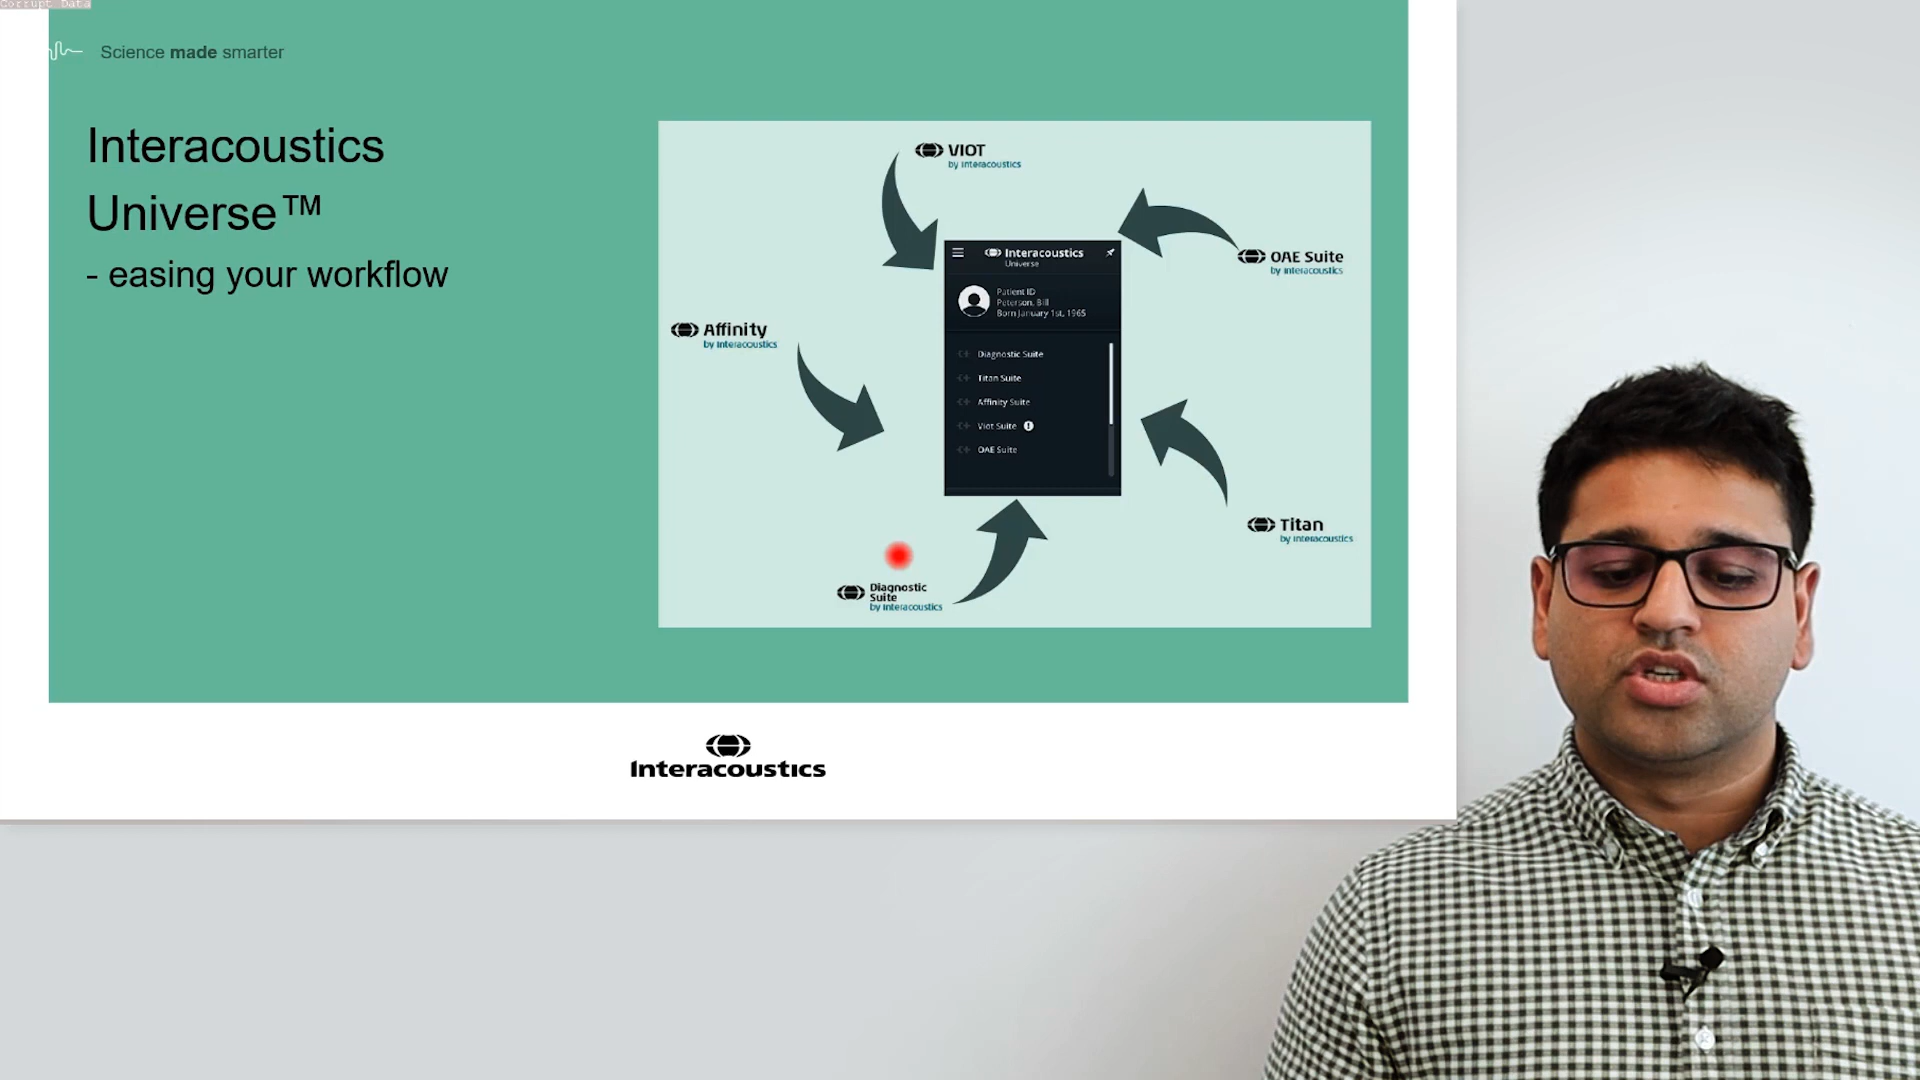 Corrupt Data
Science made smarter
Interacoustics
Universe™
- easing your workflow
VIOT
by Interacoustics
OAE Suite
by Interacoustics
Interacoustics
Universe
Patient ID
Peterson, Bill
Born January 1st, 1965
Affinity
by Interacoustics
Diagnostic Suite
Titan Suite
Affinity Suite
Viot Suite
OAE Suite
Titan
by Interacoustics
Diagnostic
Suite
by Interacoustics
Interacoustics